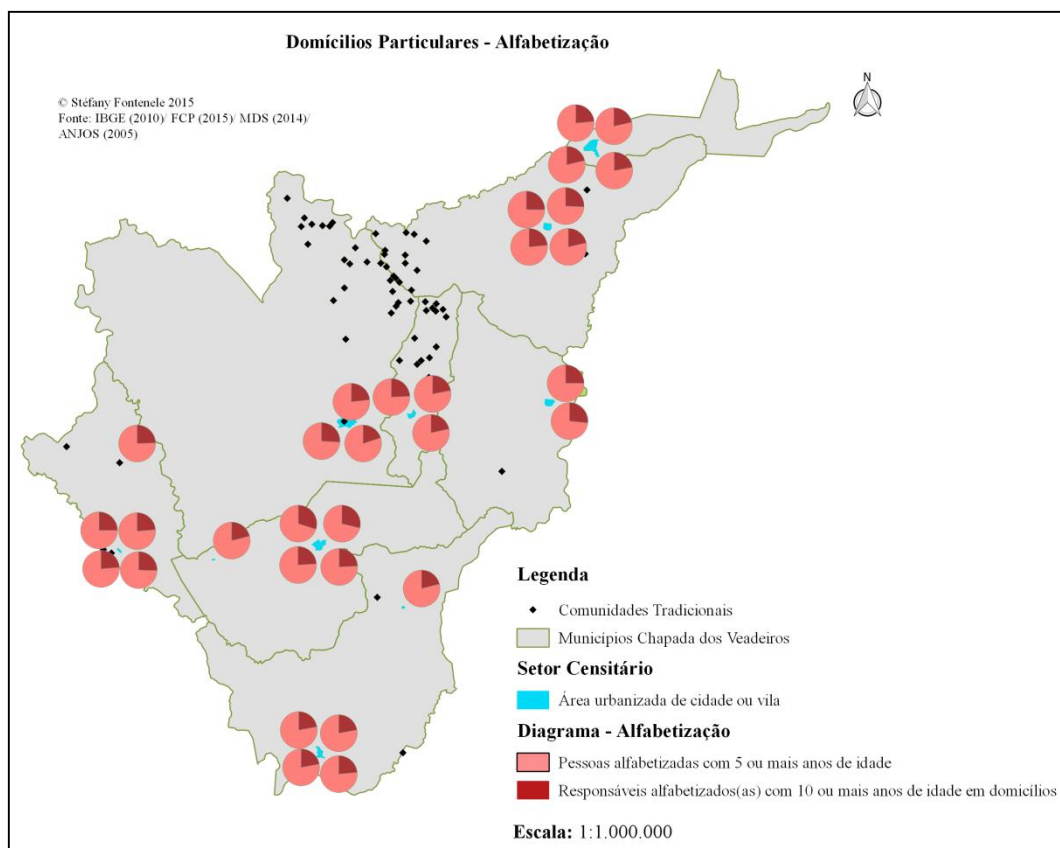 Domícilios Particulares - Alfabetização
© Stéfany Fontenele 2015
Fonte: IBGE (2010)/ FCP (2015)/ MDS (2014)/
ANJOS (2005)
N
Legenda
Comunidades Tradicionais
Municípios Chapada dos Veadeiros
Setor Censitário
Área urbanizada de cidade ou vila
Diagrama - Alfabetização
Pessoas alfabetizadas com 5 ou mais anos de idade
Responsáveis alfabetizados(as) com 10 ou mais anos de idade em domicílios
Escala: 1:1.000.000